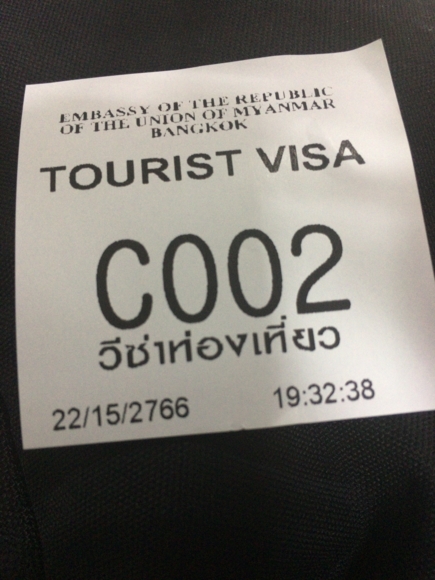 EMBASSY OF THE REPUBLIC
OF THE UNION OF MYANMAR
BANGKOK
TOURIST VISA
C002
วีซ่าท่องเที่ยว
22/15/2766 19:32:38